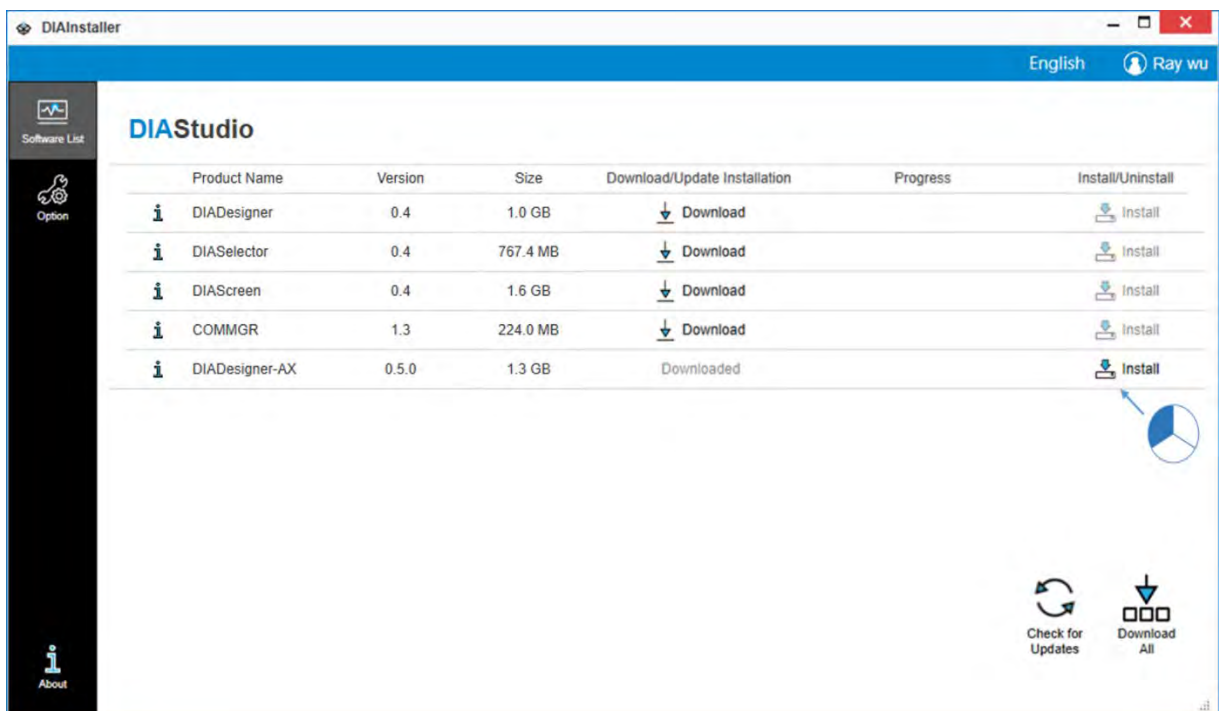 DIAInstaller
English Ray wu
Software List
DIAStudio
Product Name Version Size Download/Update Installation Progress Install/Uninstall
Option
DIADesigner 0.4 1.0 GB Download Install
DIASelector 0.4 767.4 MB Download Install
DIAScreen 0.4 1.6 GB Download Install
COMMGR 1.3 224.0 MB Download Install
DIADesigner-AX 0.5.0 1.3 GB Downloaded Install
Check for
Updates
Download
All
About